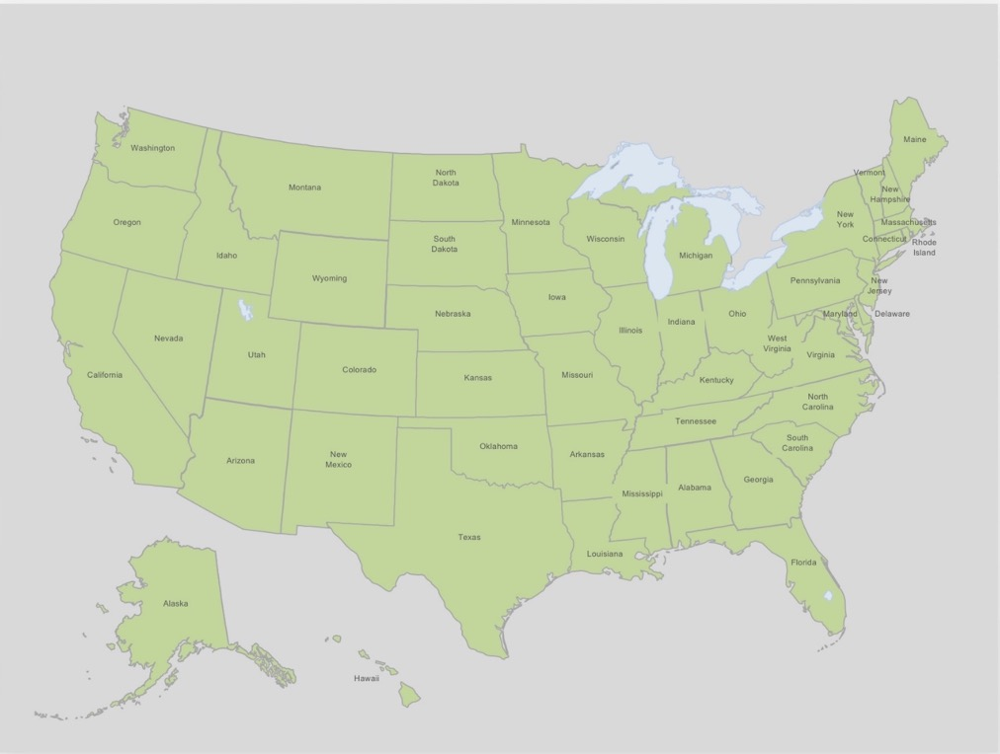 Maine
Washington
Vermont
North
Dakota
Montana
New
Hampshire
Oregon
Minnesota
New
York
Massachusetts
Wisconsin
Connecticut
Rhode
Island
South
Dakota
Idaho
Michigan
Wyoming
Pennsylvania
New
Jersey
Iowa
Nebraska
Ohio
Maryland
Delaware
Indiana
Illinois
Nevada
West
Virginia
Utah
Virginia
Colorado
California
Kansas
Missouri
Kentucky
North
Carolina
Tennessee
South
Carolina
Oklahoma
Arkansas
Arizona
New
Mexico
Georgia
Alabama
Mississippi
Texas
Louisiana
Florida
Alaska
Hawaii